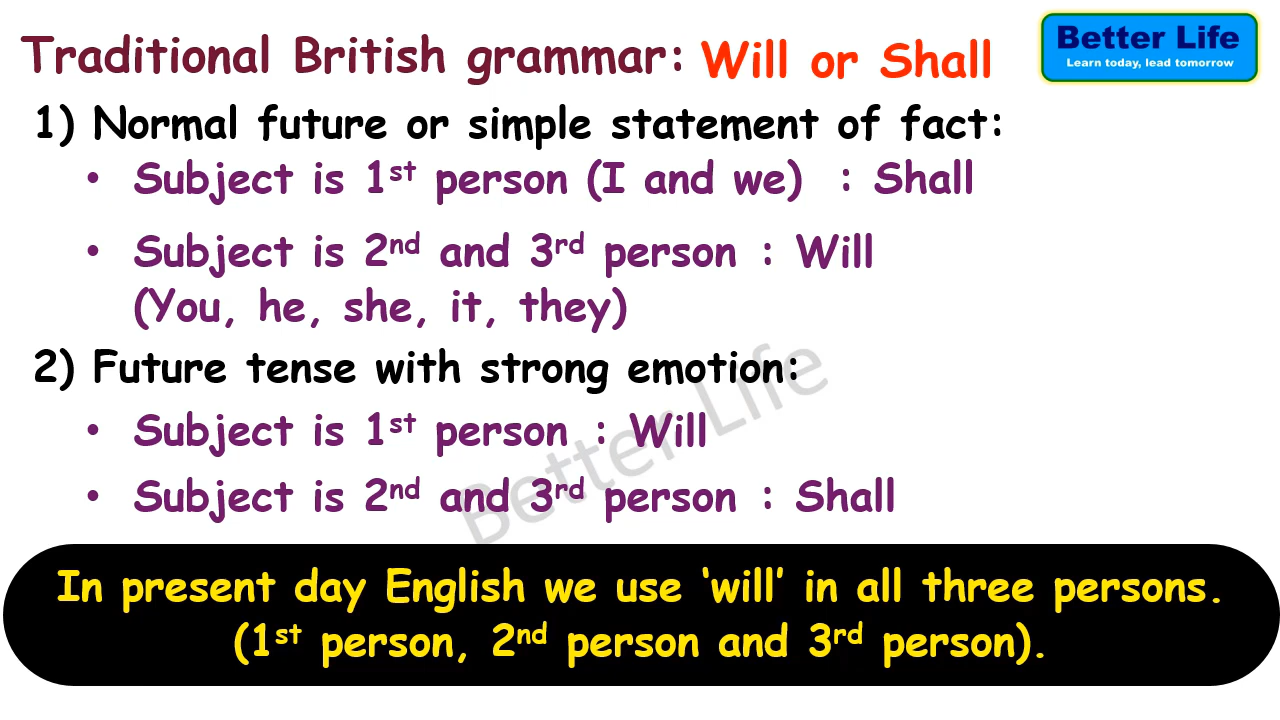 Traditional British grammar: Will or Shall
Better Life
Learn today, lead tomorrow
1) Normal future or simple statement of fact:
• Subject is 1st person (I and we) : Shall
• Subject is 2nd and 3rd person : Will
(You, he, she, it, they)
2) Future tense with strong emotion:
• Subject is 1st person : Will
• Subject is 2nd and 3rd person : Shall
Better Life
In present day English we use ‘will’ in all three persons.
(1st person, 2nd person and 3rd person).